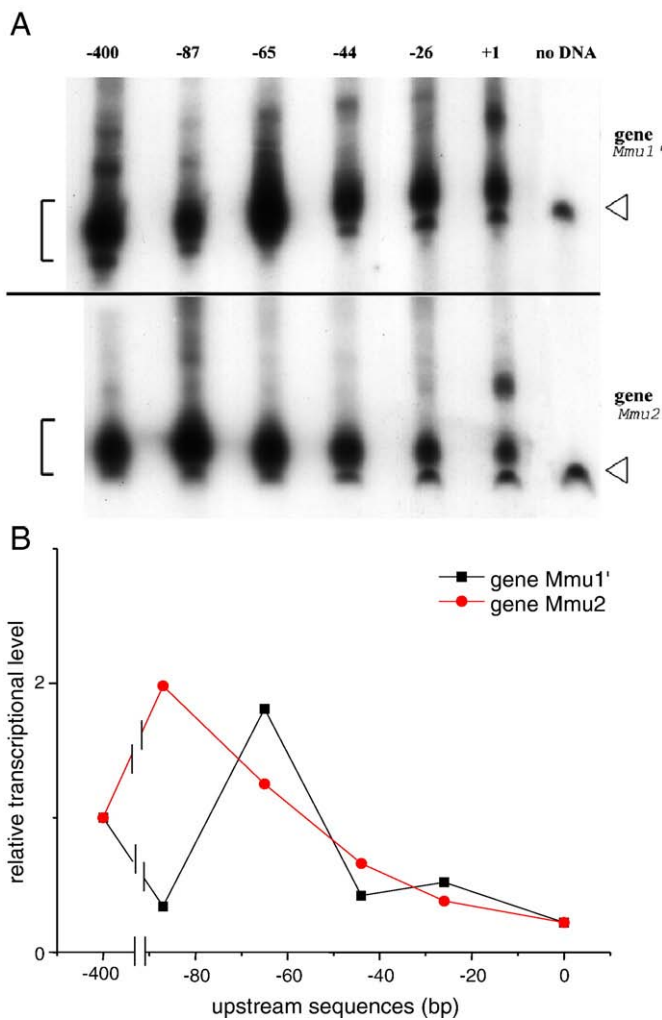 A
-400 -87 -65 -44 -26 +1 no DNA
gene
Mmu1'
gene
Mmu2
B
gene Mmu1'
gene Mmu2
relative transcriptional level
2
1
0
-400 -80 -60 -40 -20 0
upstream sequences (bp)